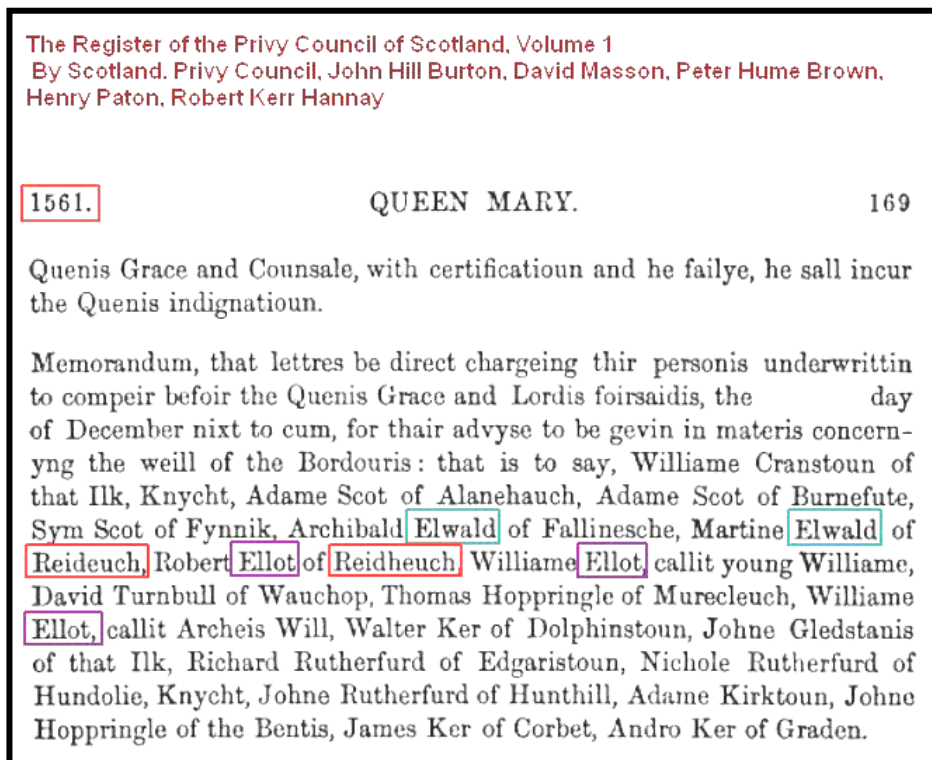 The Register of the Privy Council of Scotland, Volume 1
By Scotland. Privy Council, John Hill Burton, David Masson, Peter Hume Brown,
Henry Paton, Robert Kerr Hannay
1561. QUEEN MARY. 169
Quenis Grace and Counsale, with certificatioun and he failye, he sall incur
the Quenis indignatioun.
Memorandum, that lettres be direct chargeing thir personis underwrittin
to compeir befoir the Quenis Grace and Lordis foirsaidis, the day
of December nixt to cum, for thair advyse to be gevin in materis concern-
yng the weill of the Bordouris: that is to say, Williame Cranstoun of
that Ilk, Knycht, Adame Scot of Alanehauch, Adame Scot of Burnefute,
Sym Scot of Fynnik, Archibald Elwald of Fallinesche, Martine Elwald of
Reideuch, Robert Ellot of Reidheuch, Williame Ellot, callit young Williame,
David Turnbull of Wauchop, Thomas Hoppringle of Murecleuch, Williame
Ellot, callit Archeis Will, Walter Ker of Dolphinstoun, Johne Gledstanis
of that Ilk, Richard Rutherfurd of Edgaristoun, Nichole Rutherfurd of
Hundolie, Knycht, Johne Rutherfurd of Hunthill, Adame Kirktoun, Johne
Hoppringle of the Bentis, James Ker of Corbet, Andro Ker of Graden.